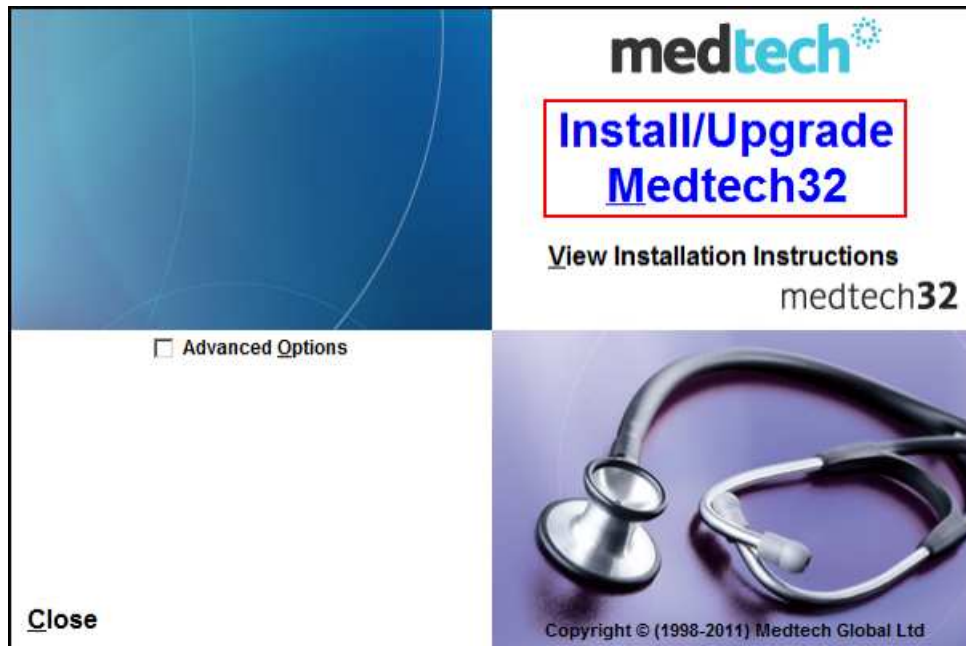 medtech
Install/Upgrade
Medtech32
View Installation Instructions
medtech32
Advanced Options
Close
Copyright © (1998-2011) Medtech Global Ltd